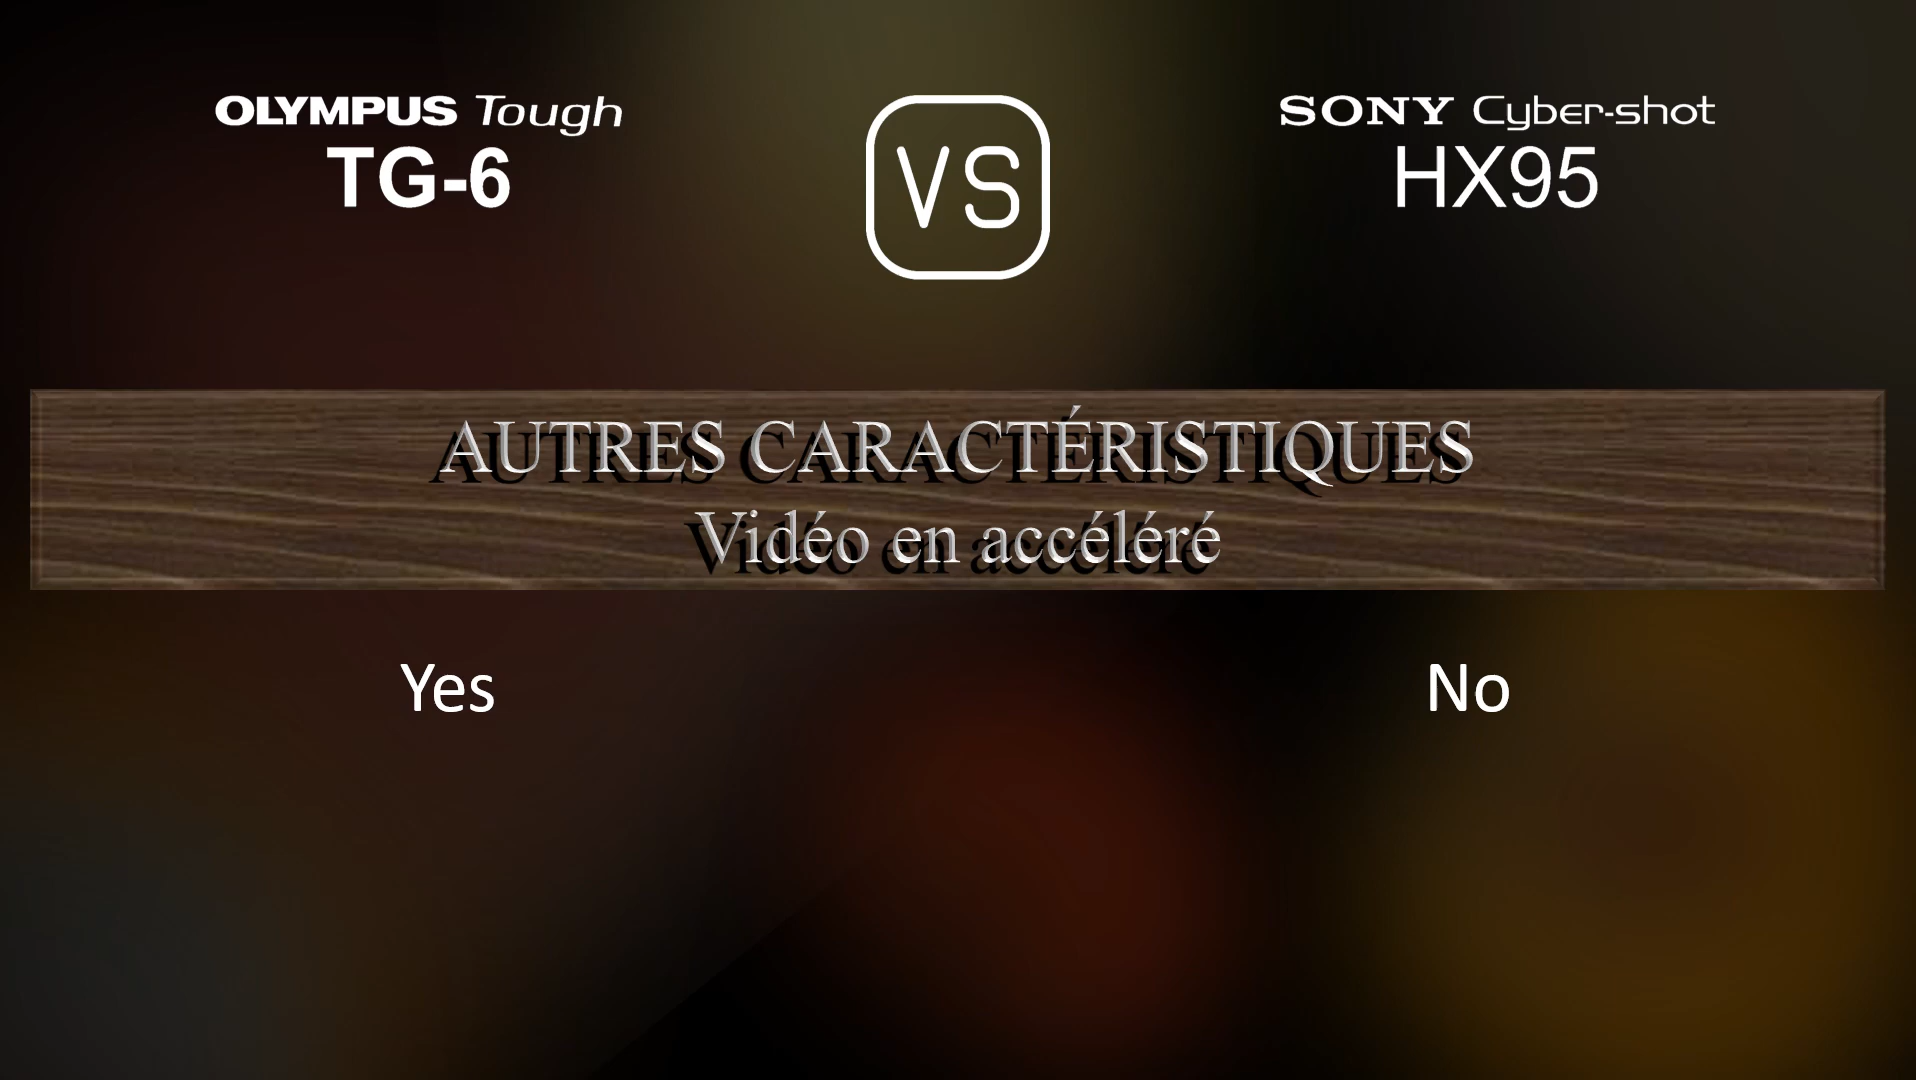 OLYMPUS Tough
TG-6
VS
SONY Cyber-shot
HX95
AUTRES CARACTÉRISTIQUES
Vidéo en accéléré
Yes
No